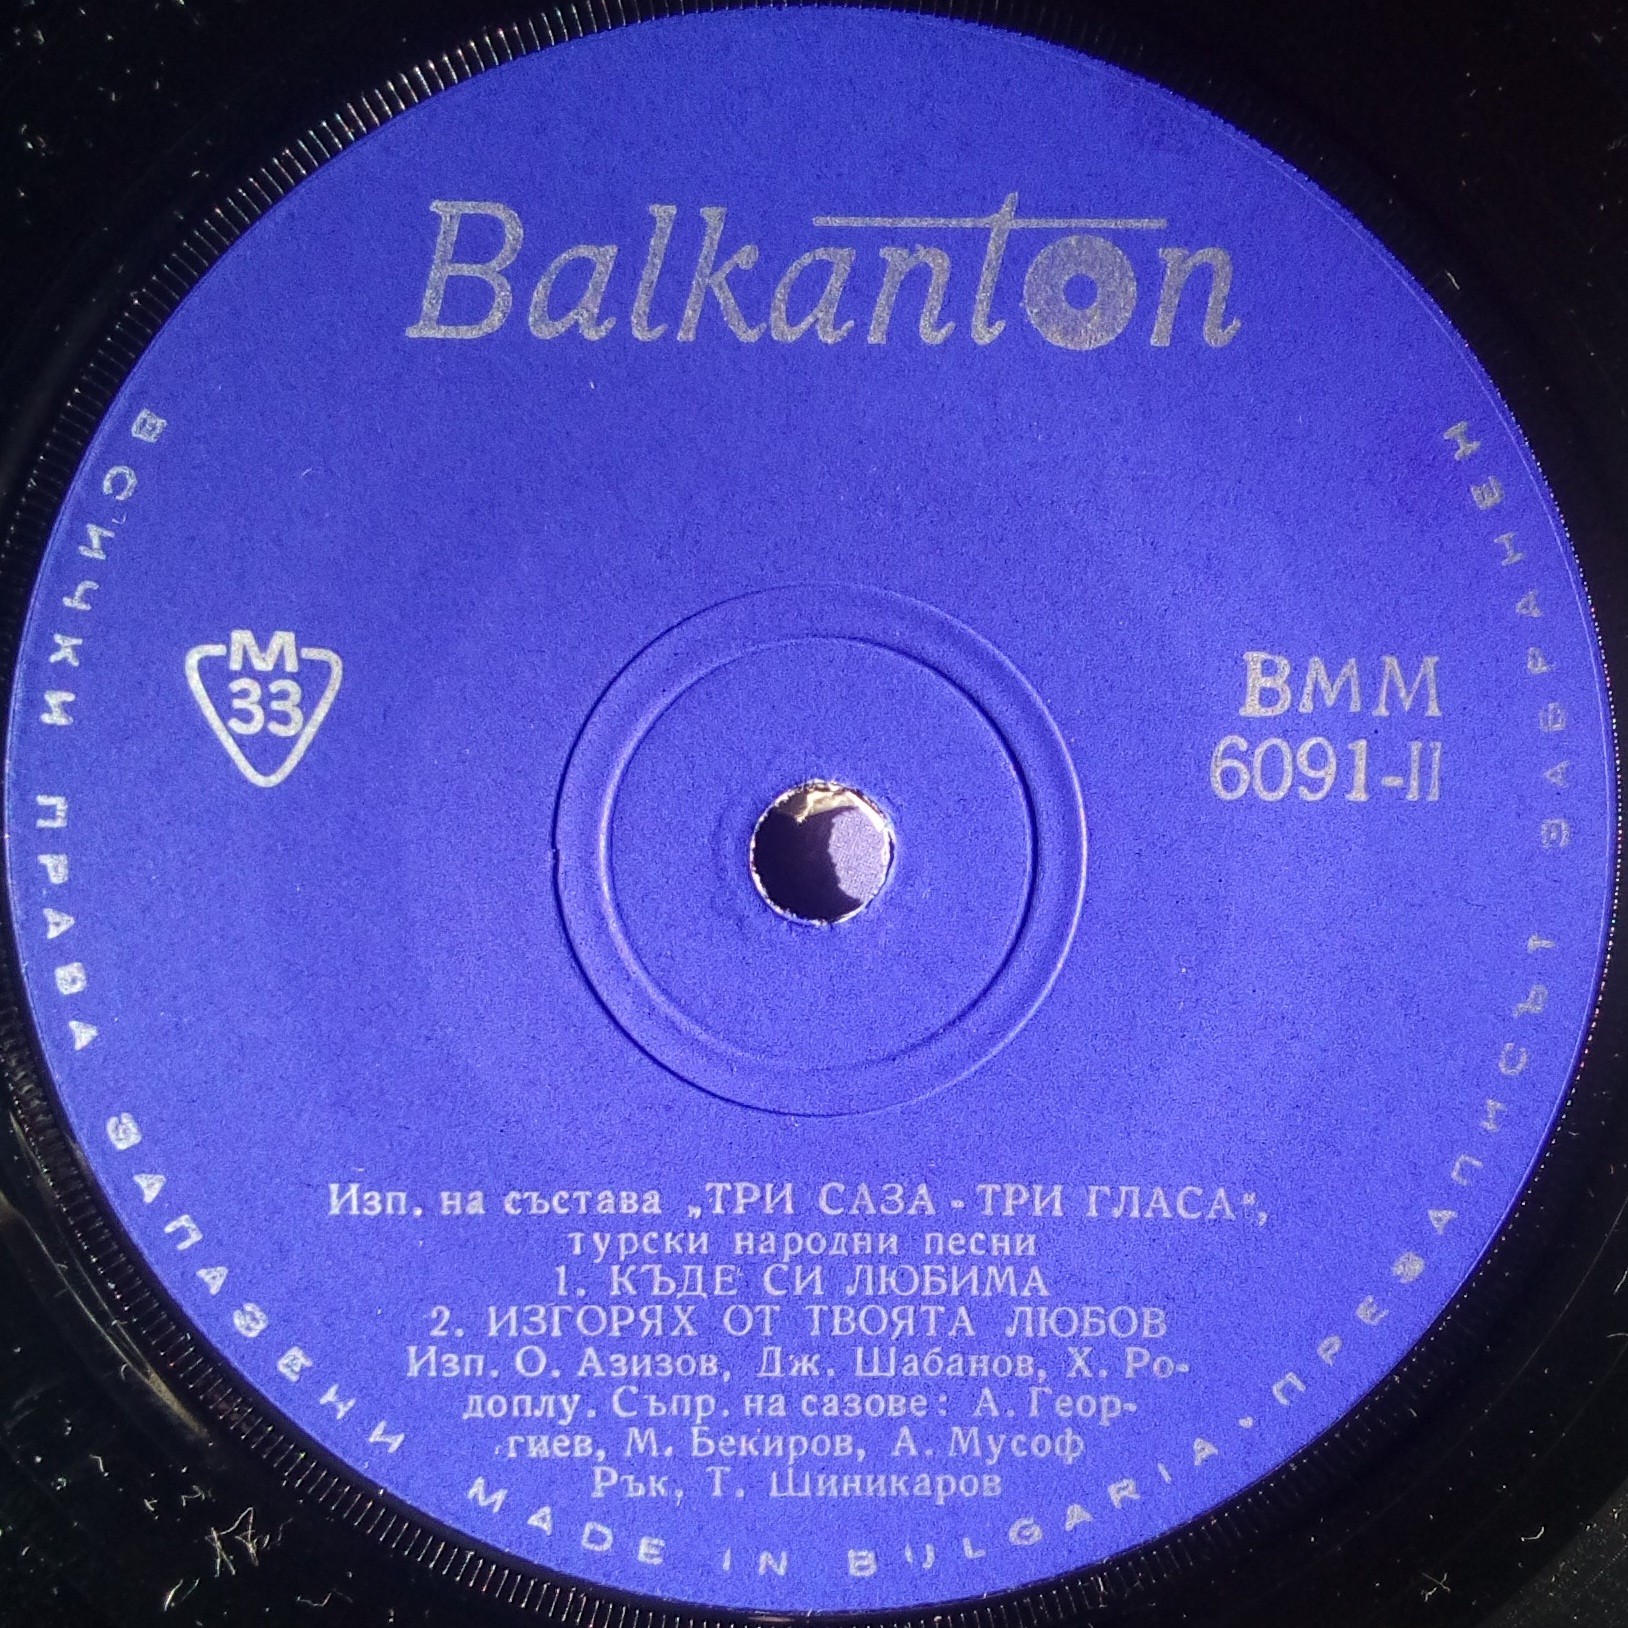 Balkanton
M
33
ВММ
6091-II
Изп. на състава „ТРИ САЗА - ТРИ ГЛАСА“,
турски народни песни
1. КЪДЕ СИ ЛЮБИМА
2. ИЗГОРЯХ ОТ ТВОЯТА ЛЮБОВ
Изп. О. Азизов, Дж. Шабанов, Х. Ро-
доплу. Съпр. на сазове: А. Геор-
гиев, М. Бекиров, А. Мусоф
Рък. Т. Шиникаров
ВСИЧКИ ПРАВА ЗАПАЗЕНИ MADE IN BULGARIA · ПРЕЗАПИСЪТ ЗАБРАНЕН